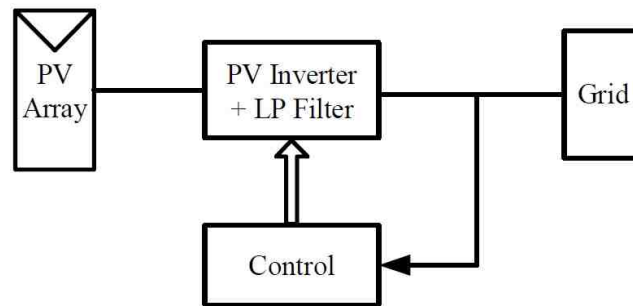 PV
Array
PV Inverter
+ LP Filter
Grid
Control